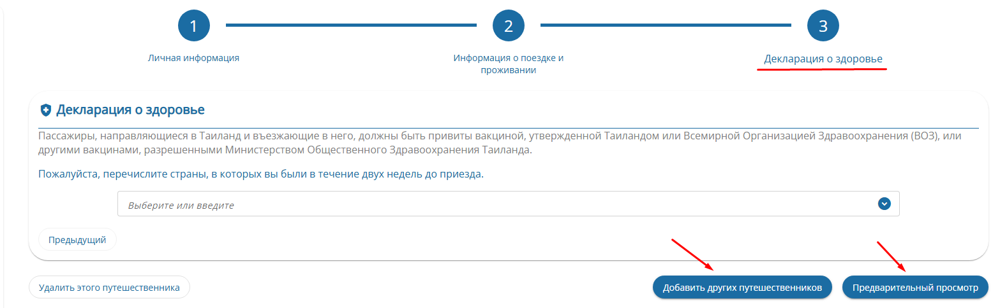 1
2
3
Личная информация
Информация о поездке и
проживании
Декларация о здоровье
Декларация о здоровье
Пассажиры, направляющиеся в Таиланд и въезжающие в него, должны быть привиты вакциной, утвержденной Таиландом или Всемирной Организацией Здравоохранения (ВОЗ), или
другими вакцинами, разрешенными Министерством Общественного Здравоохранения Таиланда.
Пожалуйста, перечислите страны, в которых вы были в течение двух недель до приезда.
Выберите или введите
Предыдущий
Удалить этого путешественника
Добавить других путешественников
Предварительный просмотр